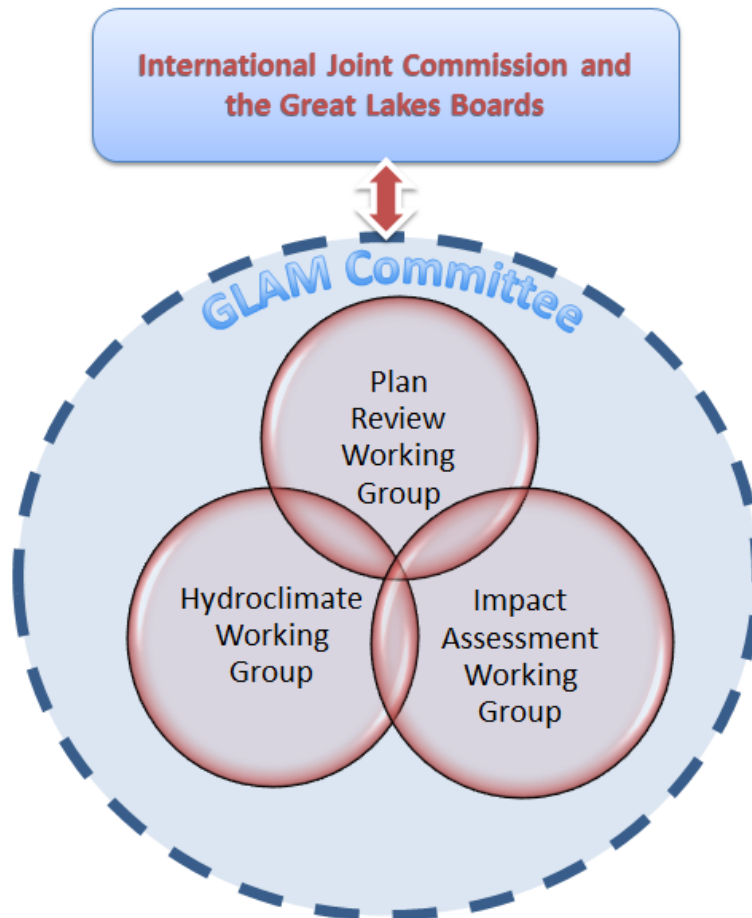 International Joint Commission and
the Great Lakes Boards
GLAM Committee
Plan
Review
Working
Group
Hydroclimate
Working
Group
Impact
Assessment
Working
Group